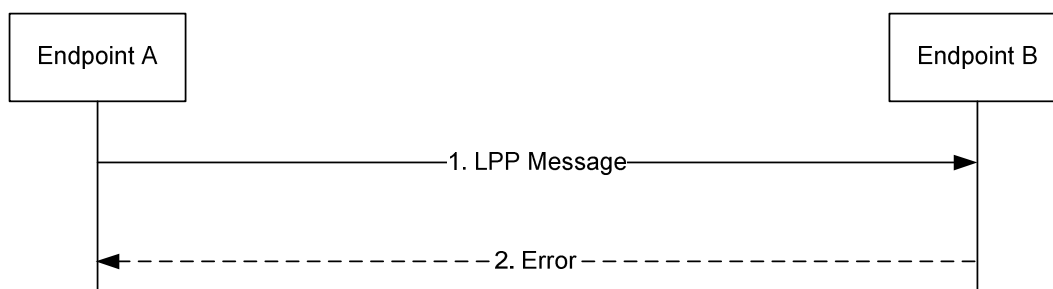 Endpoint A
Endpoint B
1. LPP Message
2. Error